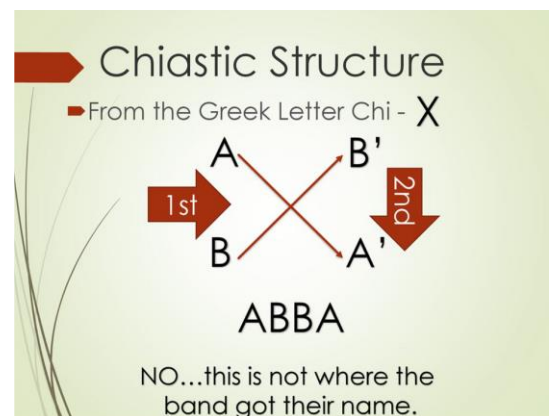 Chiastic Structure
From the Greek Letter Chi - X
A B'
1st 2nd
B A'
ABBA
NO...this is not where the
band got their name.